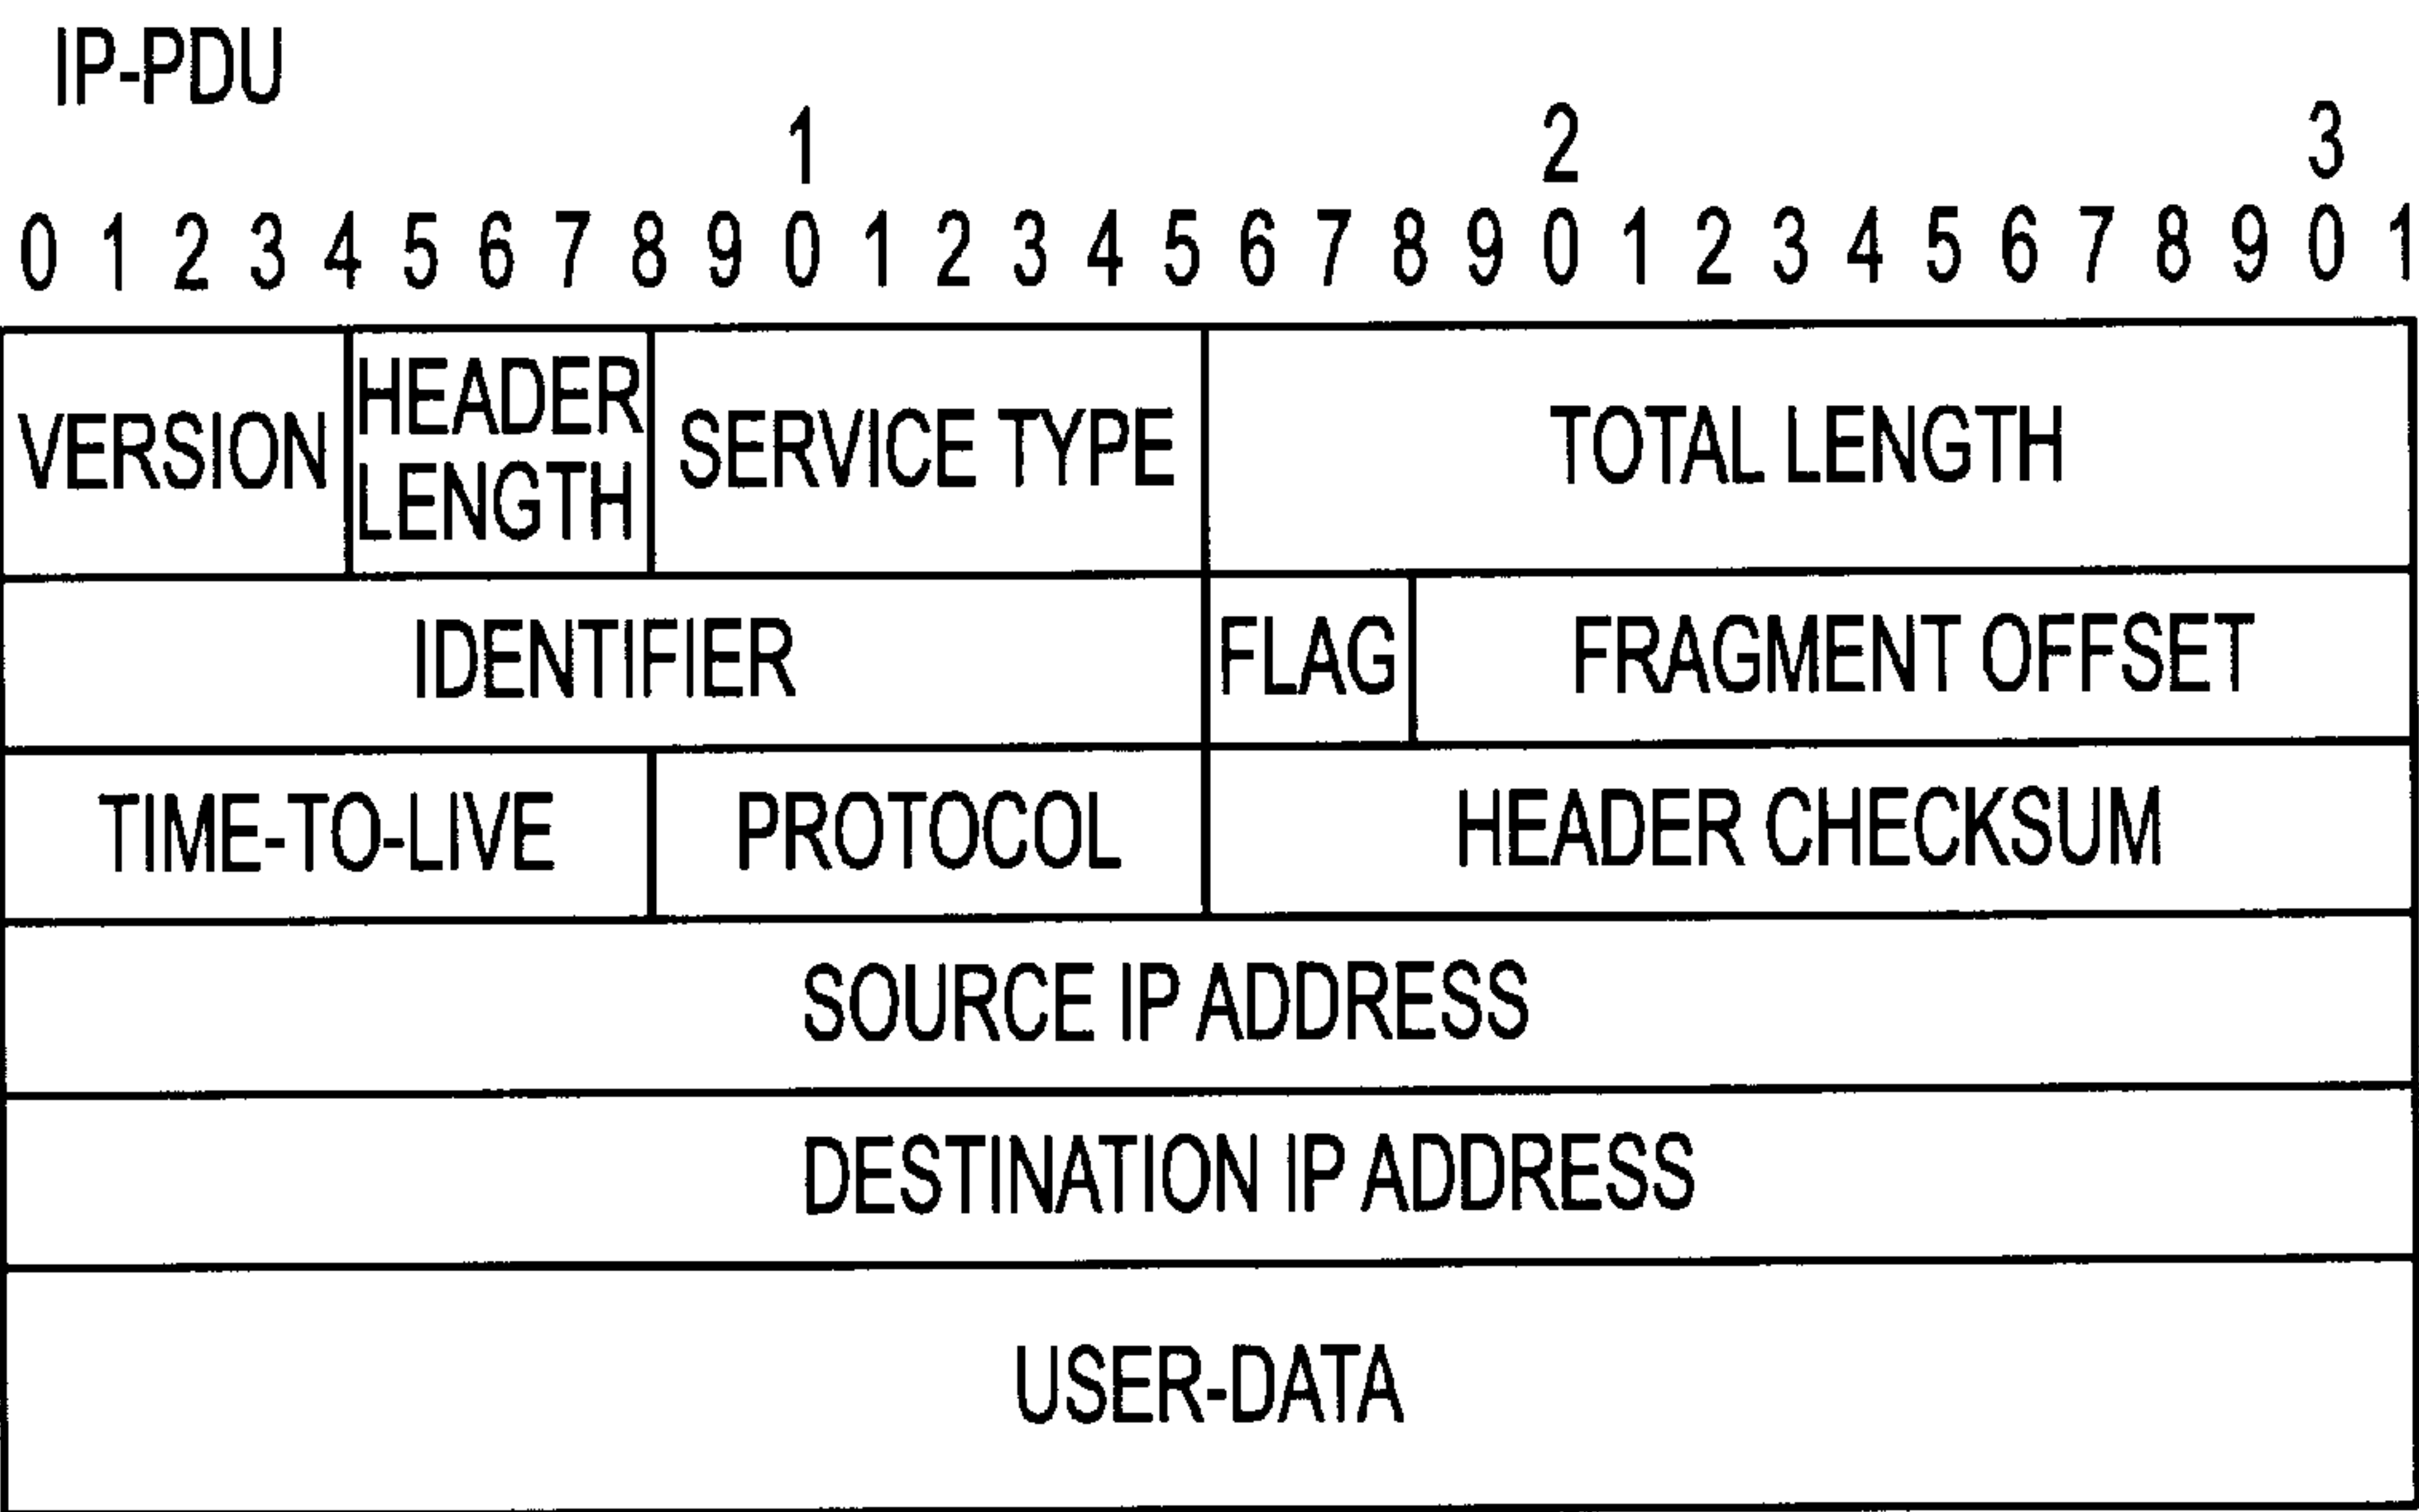 IP-PDU
1 2 3
0 1 2 3 4 5 6 7 8 9 0 1 2 3 4 5 6 7 8 9 0 1 2 3 4 5 6 7 8 9 0 1
VERSION HEADER LENGTH SERVICE TYPE TOTAL LENGTH
IDENTIFIER FLAG FRAGMENT OFFSET
TIME-TO-LIVE PROTOCOL HEADER CHECKSUM
SOURCE IP ADDRESS
DESTINATION IP ADDRESS
USER-DATA